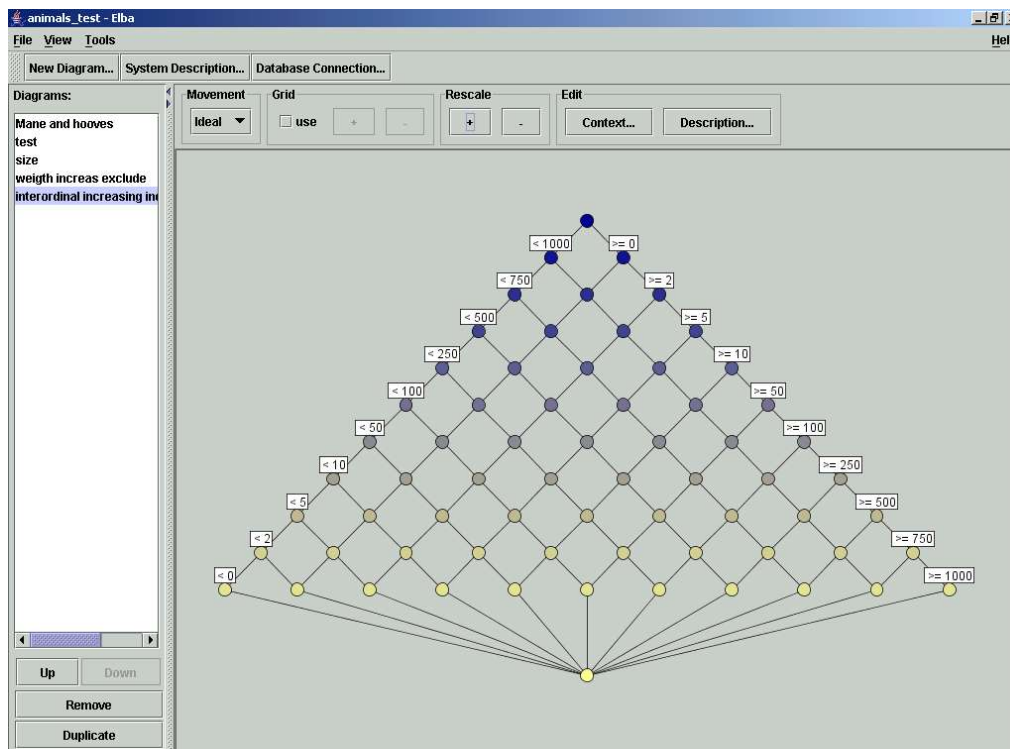 animals_test - Elba
File View Tools Hel
New Diagram... System Description... Database Connection...
Diagrams:
Mane and hooves
test
size
weigth increas exclude
interordinal increasing in
Up Down
Remove
Duplicate
Movement Grid Rescale Edit
Ideal use + - + - Context... Description...
< 1000 >= 0
< 750 >= 2
< 500 >= 5
< 250 >= 10
< 100 >= 50
< 50 >= 100
< 10 >= 250
< 5 >= 500
< 2 >= 750
< 0 >= 1000